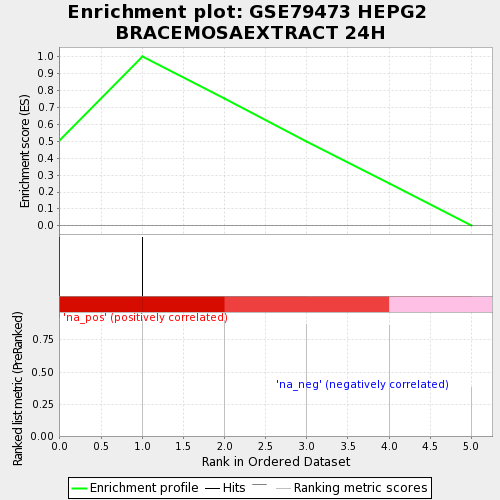 Enrichment plot: GSE79473 HEPG2
BRACEMOSAEXTRACT 24H
Enrichment score (ES)
1.0
0.9
0.8
0.7
0.6
0.5
0.4
0.3
0.2
0.1
0.0
'na_pos' (positively correlated)
Ranked list metric (PreRanked)
0.75
0.50
0.25
0.00
'na_neg' (negatively correlated)
0.0 0.5 1.0 1.5 2.0 2.5 3.0 3.5 4.0 4.5 5.0
Rank in Ordered Dataset
Enrichment profile Hits Ranking metric scores